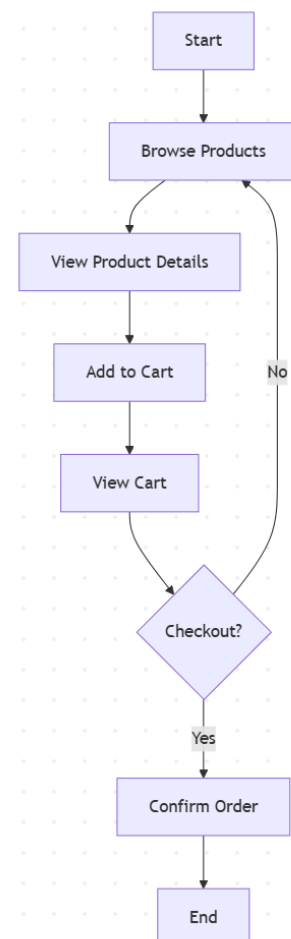 Start
Browse Products
View Product Details
Add to Cart
No
View Cart
Checkout?
Yes
Confirm Order
End